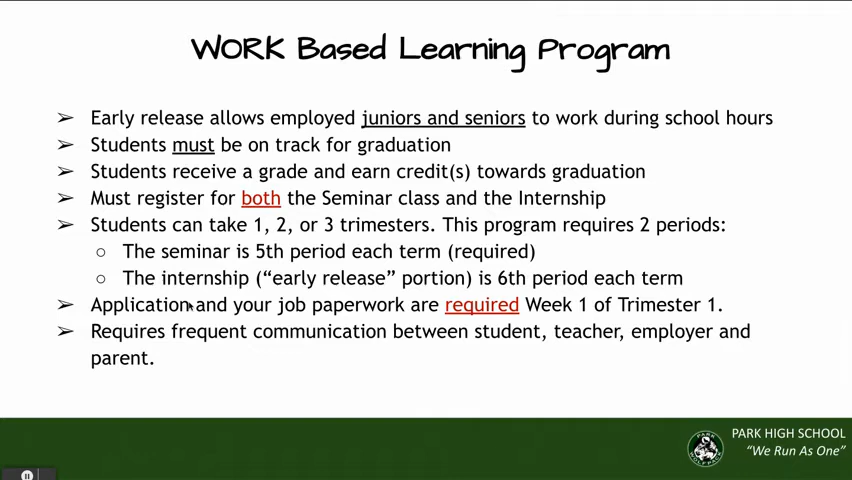 WORK Based Learning Program
➢ Early release allows employed juniors and seniors to work during school hours
➢ Students must be on track for graduation
➢ Students receive a grade and earn credit(s) towards graduation
➢ Must register for both the Seminar class and the Internship
➢ Students can take 1, 2, or 3 trimesters. This program requires 2 periods:
○ The seminar is 5th period each term (required)
○ The internship (“early release” portion) is 6th period each term
➢ Application and your job paperwork are required Week 1 of Trimester 1.
➢ Requires frequent communication between student, teacher, employer and
parent.
PARK
WOLFPACK
PARK HIGH SCHOOL
“We Run As One”